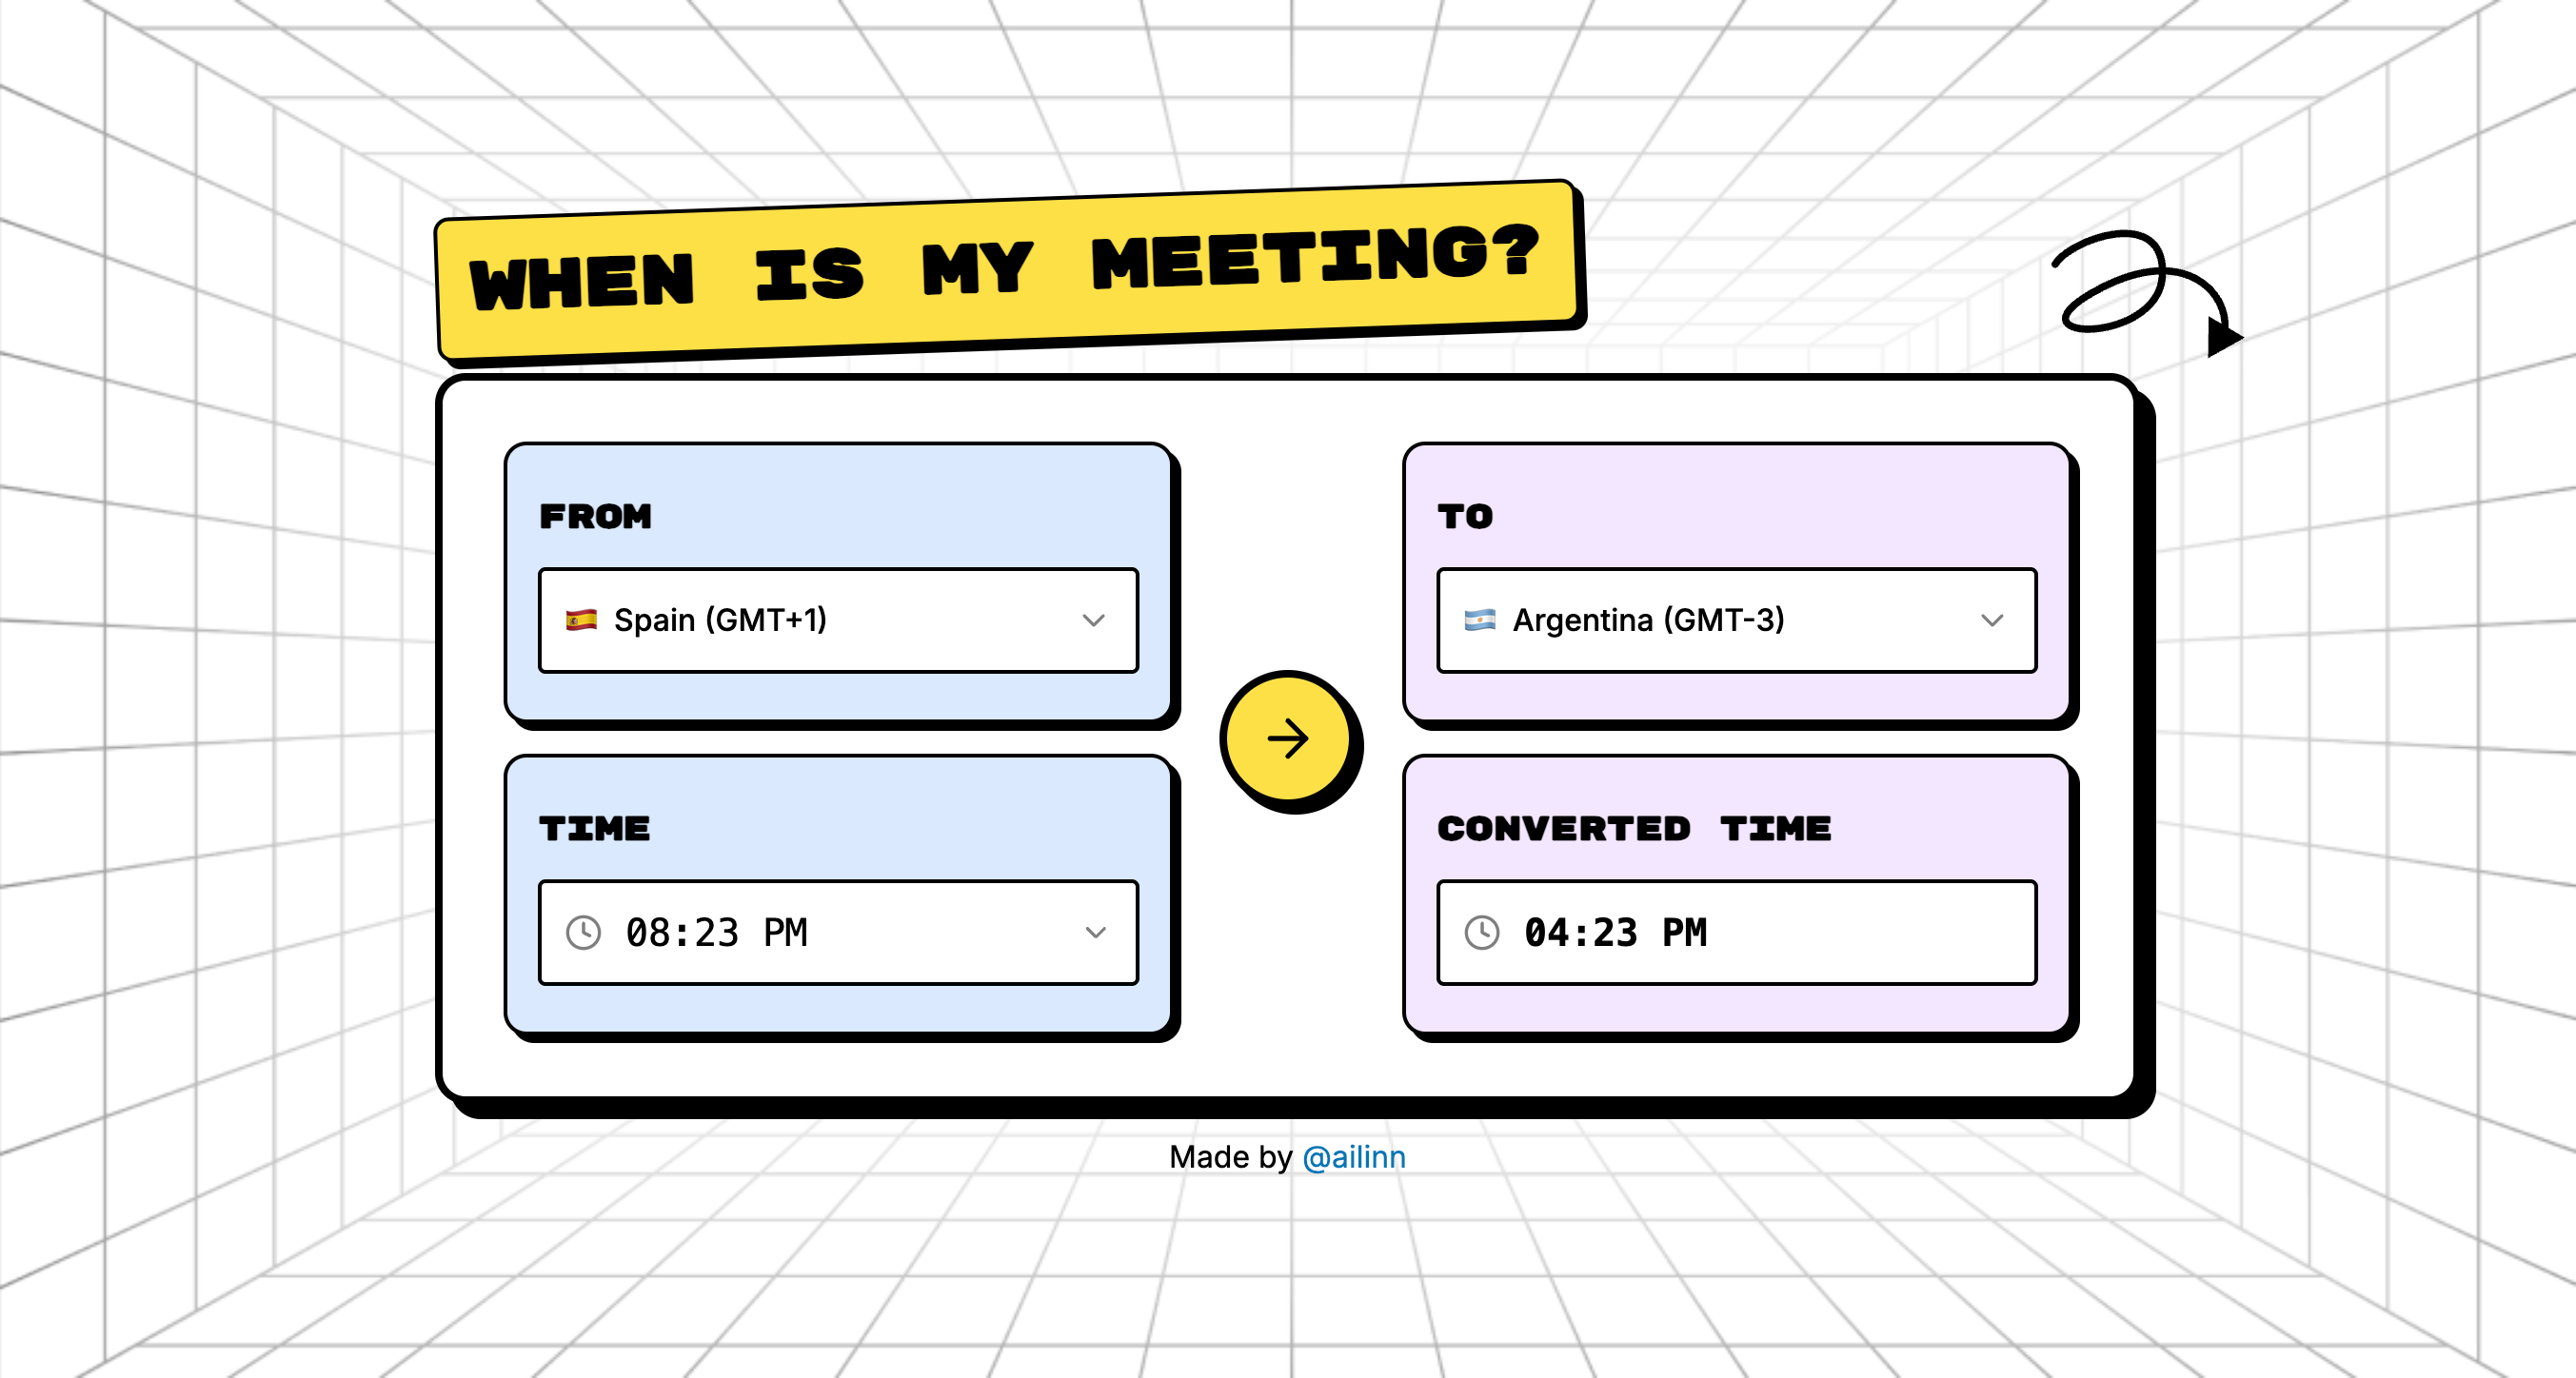 WHEN IS MY MEETING?
FROM
Spain (GMT+1)
TIME
08:23 PM
TO
Argentina (GMT-3)
CONVERTED TIME
04:23 PM
Made by @ailinn